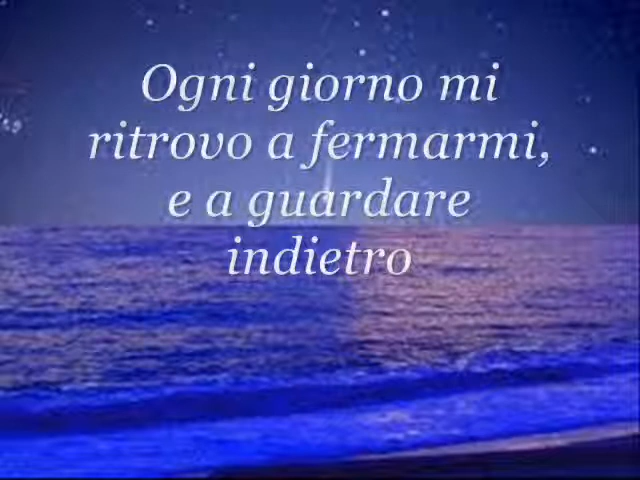 Ogni giorno mi
ritrovo a fermarmi,
e a guardare
indietro